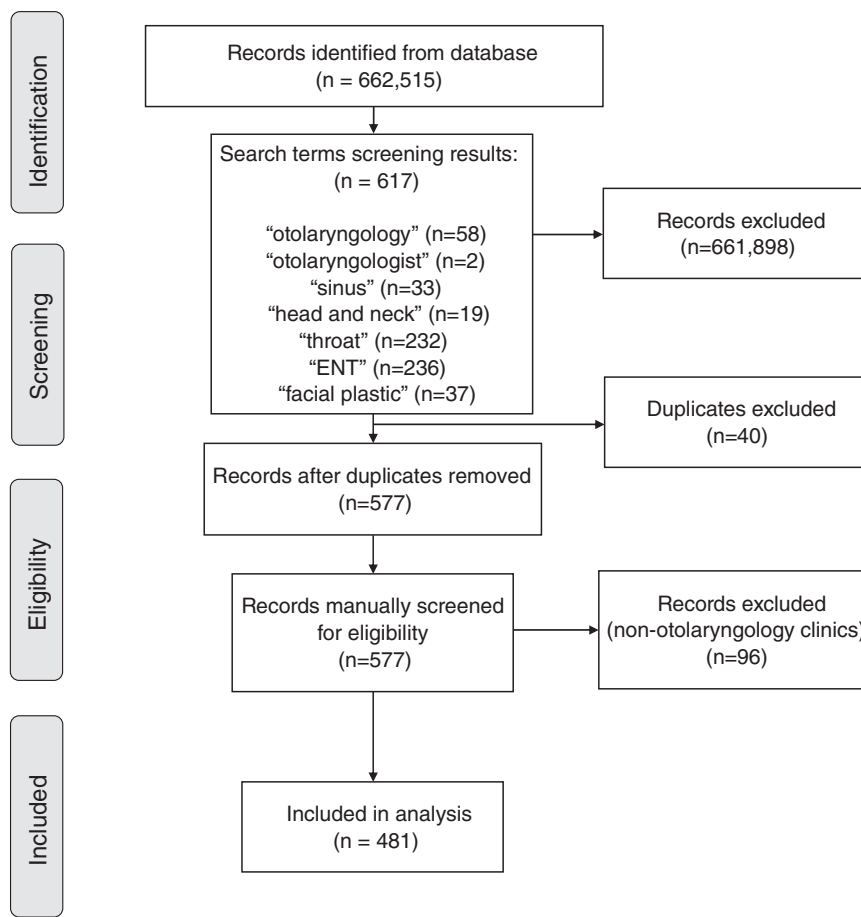 Identification
Records identified from database
(n = 662,515)
Search terms screening results:
(n = 617)
“otolaryngology” (n=58)
“otolaryngologist” (n=2)
“sinus” (n=33)
“head and neck” (n=19)
“throat” (n=232)
“ENT” (n=236)
“facial plastic” (n=37)
Records excluded
(n=661,898)
Screening
Duplicates excluded
(n=40)
Records after duplicates removed
(n=577)
Eligibility
Records manually screened
for eligibility
(n=577)
Records excluded
(non-otolaryngology clinics)
(n=96)
Included
Included in analysis
(n = 481)